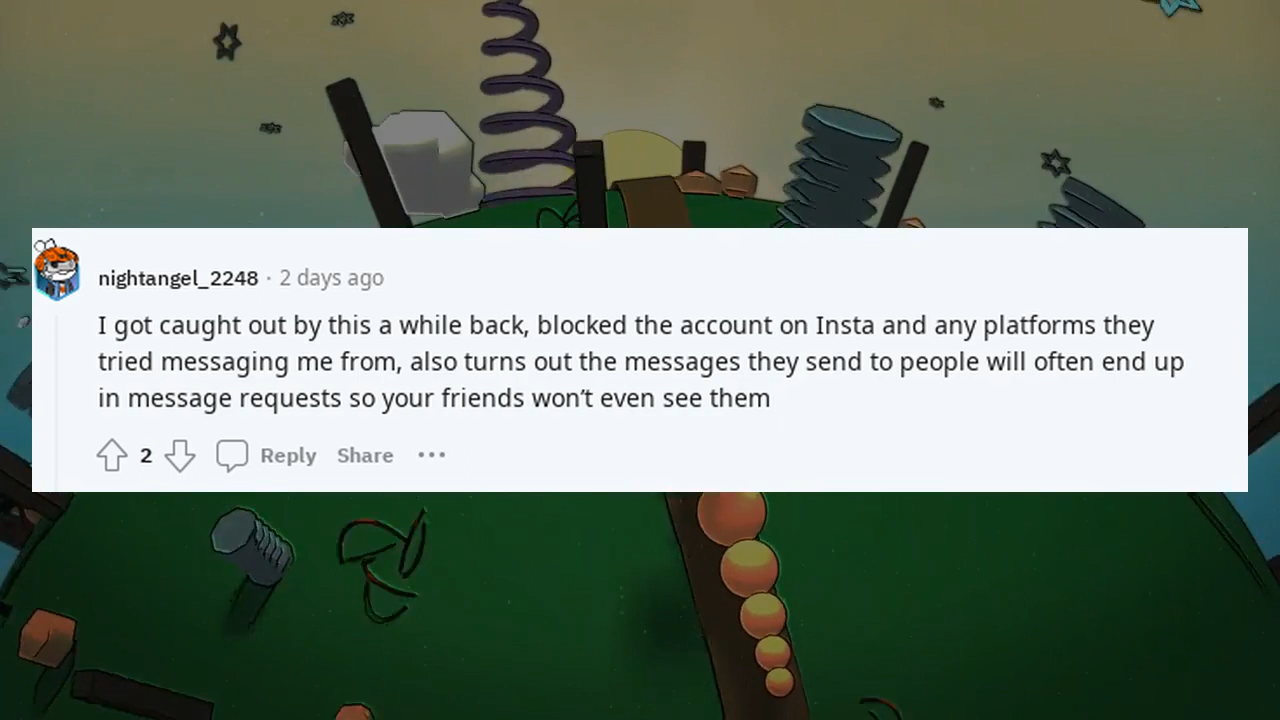 nightangel_2248 · 2 days ago
I got caught out by this a while back, blocked the account on Insta and any platforms they
tried messaging me from, also turns out the messages they send to people will often end up
in message requests so your friends won’t even see them
2 Reply Share ···